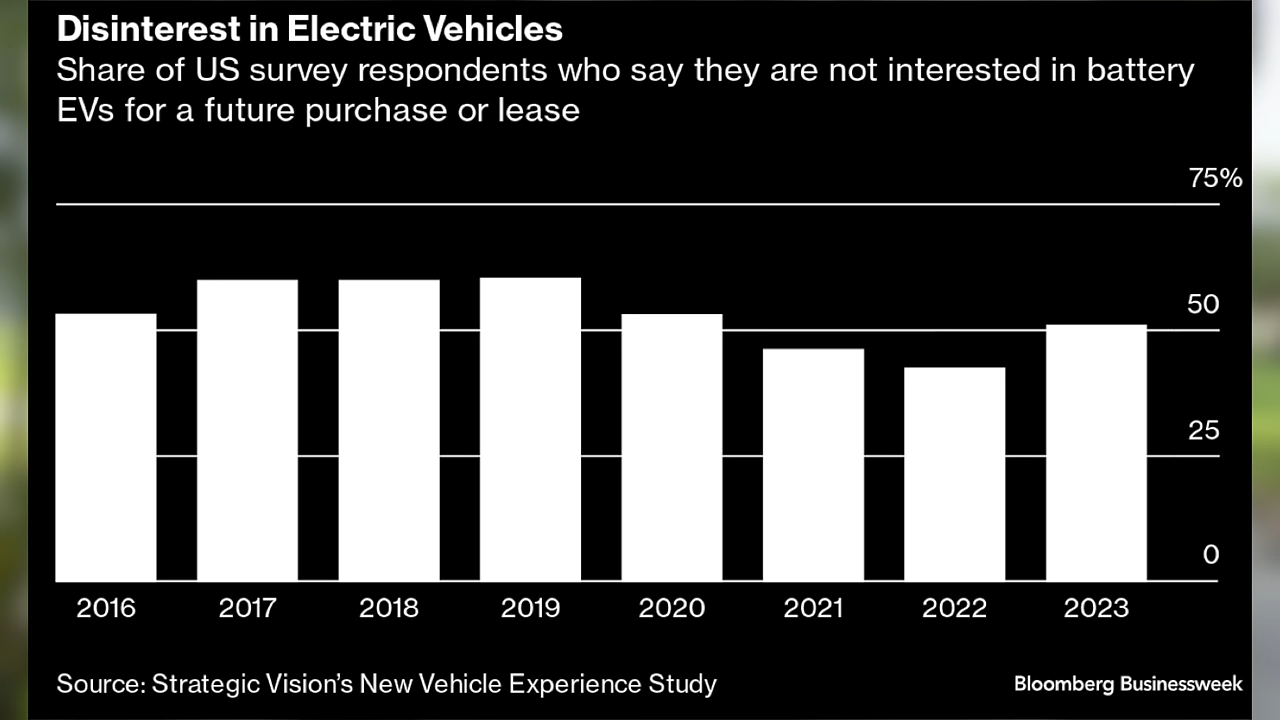 Disinterest in Electric Vehicles
Share of US survey respondents who say they are not interested in battery
EVs for a future purchase or lease
75%
50
25
0
2016 2017 2018 2019 2020 2021 2022 2023
Source: Strategic Vision’s New Vehicle Experience Study
Bloomberg Businessweek